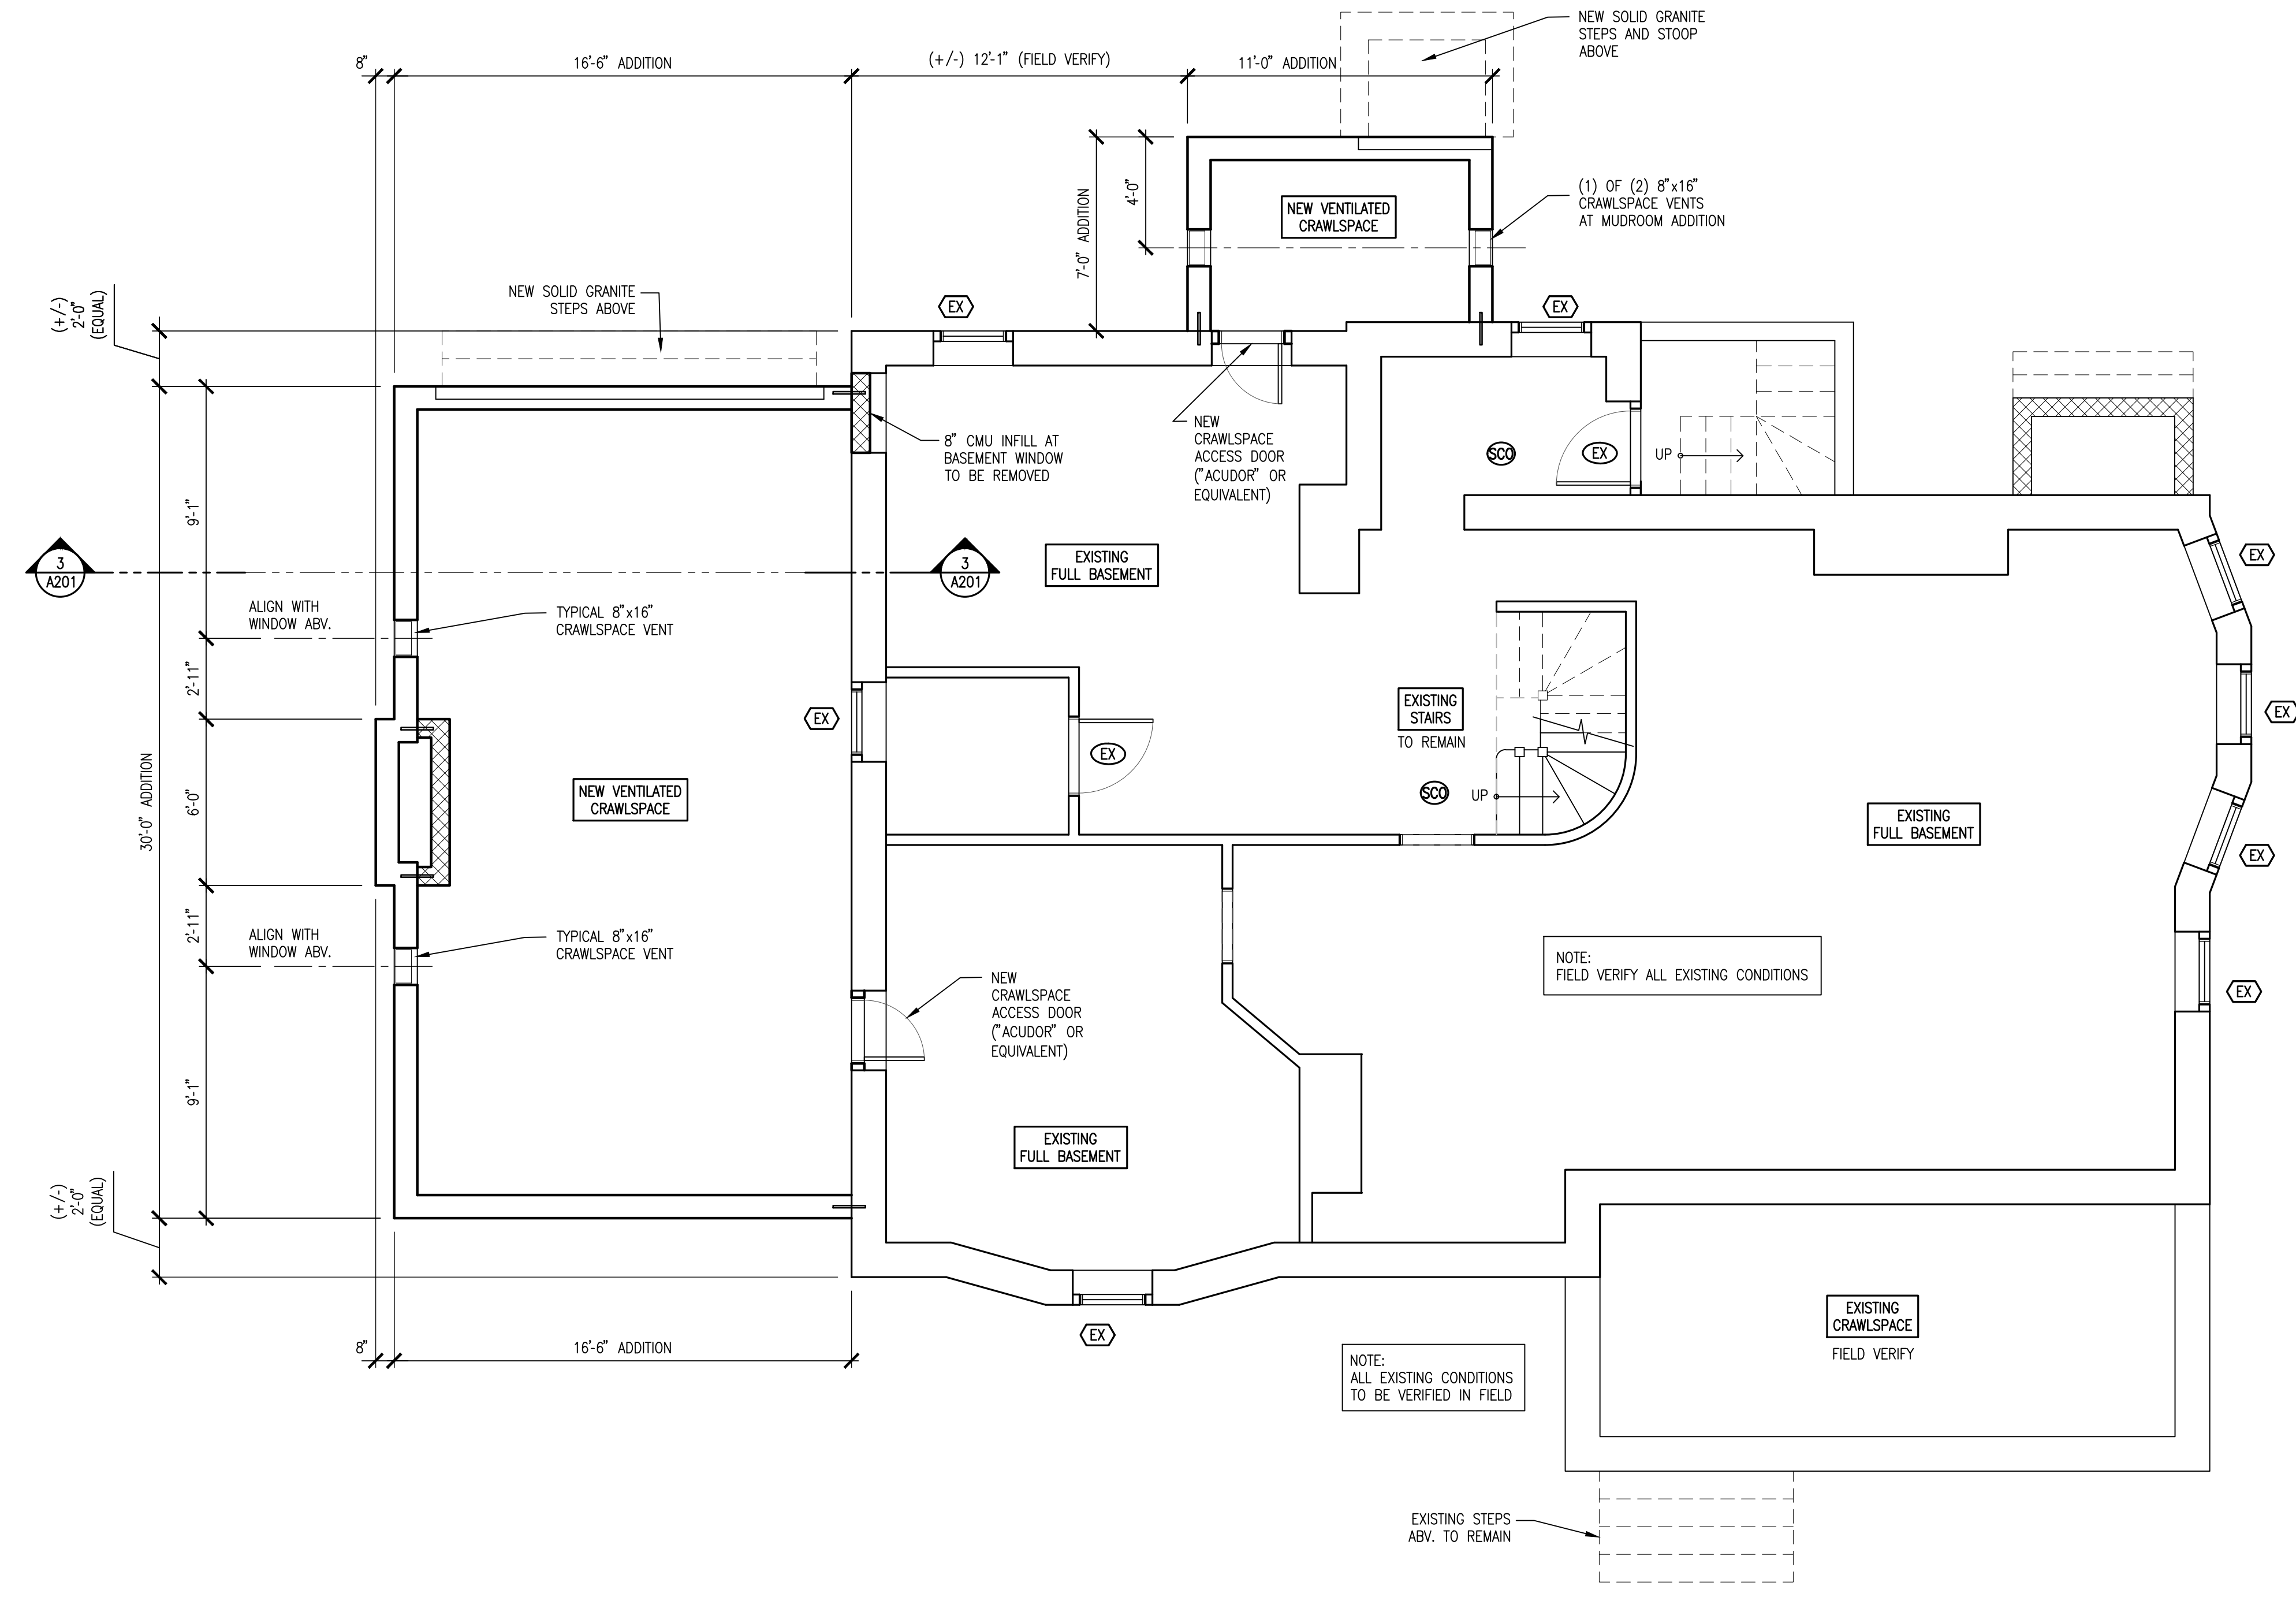 NEW SOLID GRANITE
STEPS AND STOOP
ABOVE
8"
16'-6" ADDITION
(+/-) 12'-1" (FIELD VERIFY)
11'-0" ADDITION
7'-0" ADDITION
4'-0"
NEW VENTILATED
CRAWLSPACE
(1) OF (2) 8"x16"
CRAWLSPACE VENTS
AT MUDROOM ADDITION
(+/-)
2'-0"
(EQUAL)
NEW SOLID GRANITE
STEPS ABOVE
EX
EX
8" CMU INFILL AT
BASEMENT WINDOW
TO BE REMOVED
NEW
CRAWLSPACE
ACCESS DOOR
("ACUDOR" OR
EQUIVALENT)
SCO
EX
UP
9'-1"
3
A201
3
A201
EXISTING
FULL BASEMENT
EX
ALIGN WITH
WINDOW ABV.
TYPICAL 8"x16"
CRAWLSPACE VENT
2'-11"
EX
EXISTING
STAIRS
TO REMAIN
EX
EX
SCO
UP
30'-0" ADDITION
6'-0"
NEW VENTILATED
CRAWLSPACE
EXISTING
FULL BASEMENT
EX
2'-11"
ALIGN WITH
WINDOW ABV.
TYPICAL 8"x16"
CRAWLSPACE VENT
NEW
CRAWLSPACE
ACCESS DOOR
("ACUDOR" OR
EQUIVALENT)
NOTE:
FIELD VERIFY ALL EXISTING CONDITIONS
EX
9'-1"
EXISTING
FULL BASEMENT
(+/-)
2'-0"
(EQUAL)
8"
16'-6" ADDITION
EX
NOTE:
ALL EXISTING CONDITIONS
TO BE VERIFIED IN FIELD
EXISTING
CRAWLSPACE
FIELD VERIFY
EXISTING STEPS
ABV. TO REMAIN